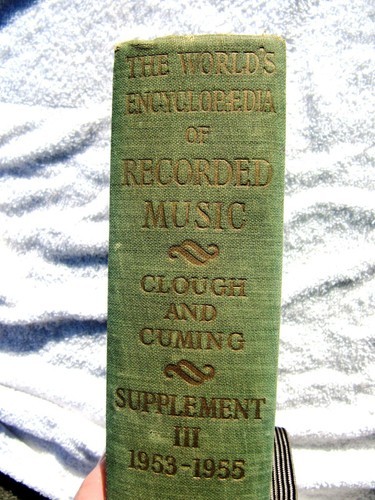 THE WORLD'S
ENCYCLOPÆDIA
OF
RECORDED
MUSIC
CLOUGH
AND
CUMING
SUPPLEMENT
III
1953-1955